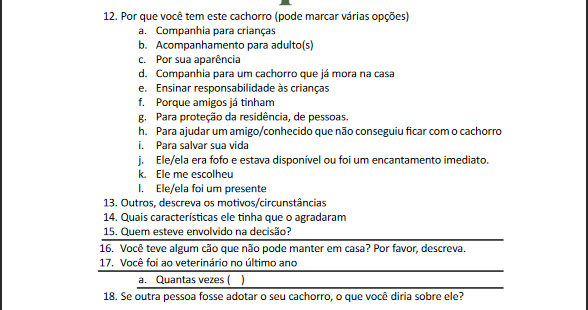 12. Por que você tem este cachorro (pode marcar várias opções)
a. Companhia para crianças
b. Acompanhamento para adulto(s)
c. Por sua aparência
d. Companhia para um cachorro que já mora na casa
e. Ensinar responsabilidade às crianças
f. Porque amigos já tinham
g. Para proteção da residência, de pessoas.
h. Para ajudar um amigo/conhecido que não conseguiu ficar com o cachorro
i. Para salvar sua vida
j. Ele/ela era fofo e estava disponível ou foi um encantamento imediato.
k. Ele me escolheu
l. Ele/ela foi um presente
13. Outros, descreva os motivos/circunstâncias
14. Quais características ele tinha que o agradaram
15. Quem esteve envolvido na decisão?
16. Você teve algum cão que não pode manter em casa? Por favor, descreva.
17. Você foi ao veterinário no último ano
a. Quantas vezes ( )
18. Se outra pessoa fosse adotar o seu cachorro, o que você diria sobre ele?